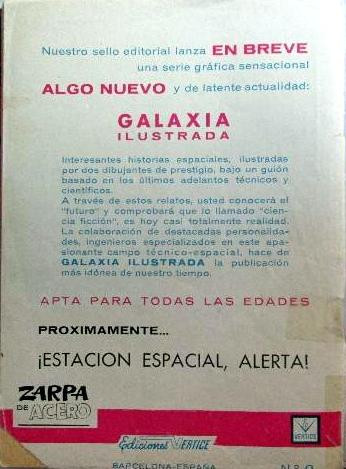 Nuestro sello editorial lanza EN BREVE
una serie gráfica sensacional
ALGO NUEVO y de latente actualidad:
GALAXIA
ILUSTRADA
Interesantes historias espaciales, ilustradas
por dos dibujantes de prestigio, bajo un guión
basado en los últimos adelantos técnicos y
científicos.
A través de estos relatos, usted conocerá el
"futuro" y comprobará que lo llamado "cien-
cia ficción", es hoy casi totalmente realidad.
La colaboración de destacadas personalida-
des, ingenieros especializados en este apa-
sionante campo técnico-espacial, hace de
GALAXIA ILUSTRADA la publicación
más idónea de nuestro tiempo.
APTA PARA TODAS LAS EDADES
PROXIMAMENTE...
¡ESTACION ESPACIAL, ALERTA!
ZARPA
DE ACERO
VERTICE
Ediciones VERTICE
BARCELONA-ESPAÑA